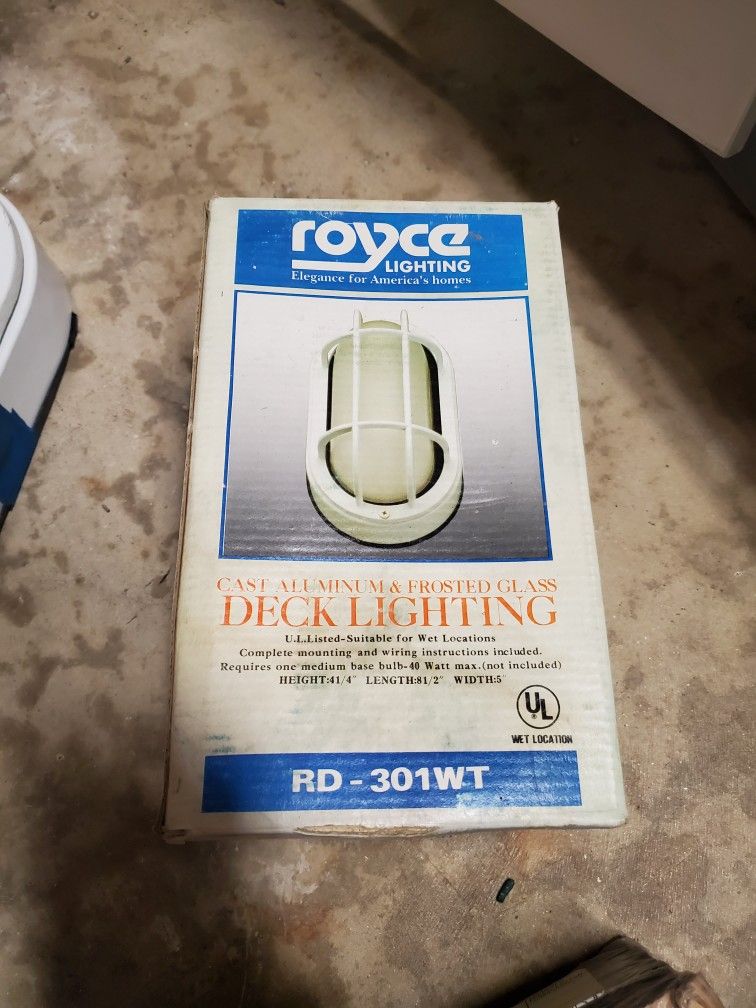 royce
LIGHTING
Elegance for America's homes
CAST ALUMINUM & FROSTED GLASS
DECK LIGHTING
U.L.Listed-Suitable for Wet Locations
Complete mounting and wiring instructions included.
Requires one medium base bulb-40 Watt max.(not included)
HEIGHT:41/4" LENGTH:81/2" WIDTH:5"
UL
®
WET LOCATION
RD - 301WT